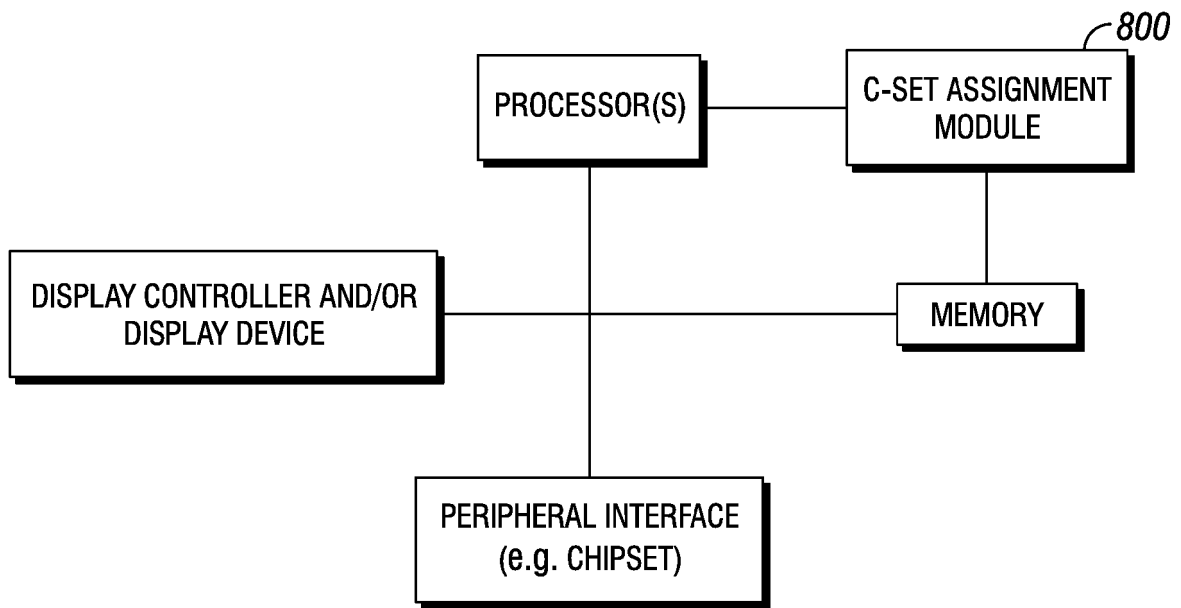 800
PROCESSOR(S)
C-SET ASSIGNMENT
MODULE
DISPLAY CONTROLLER AND/OR
DISPLAY DEVICE
MEMORY
PERIPHERAL INTERFACE
(e.g. CHIPSET)